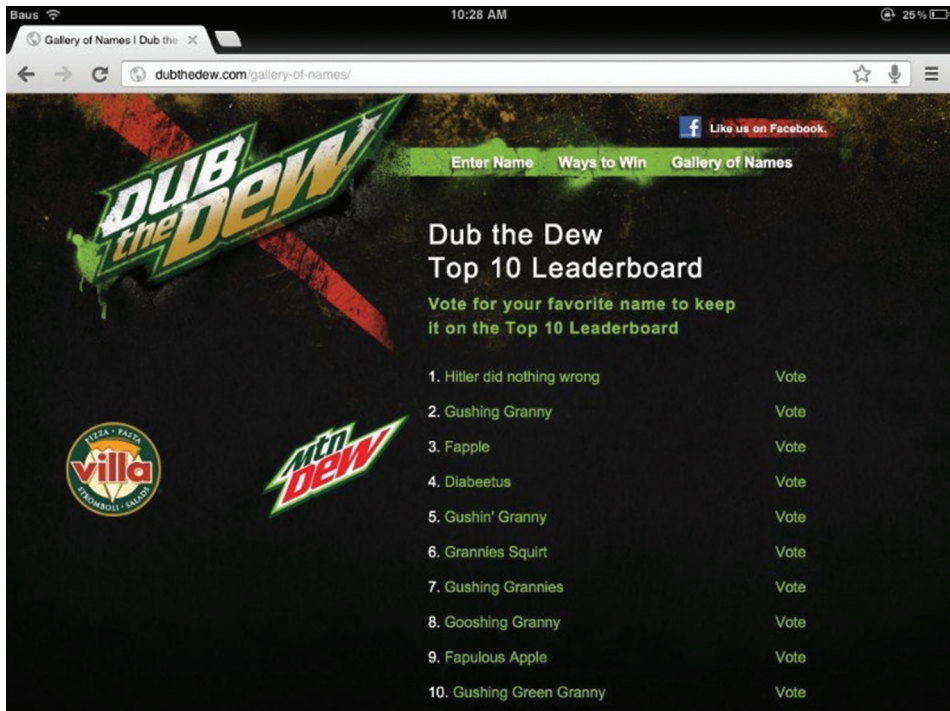 Baus 10:28 AM 25%
Gallery of Names | Dub the
dubthedew.com/gallery-of-names/
Like us on Facebook.
Enter Name Ways to Win Gallery of Names
DUB
the DEW
Dub the Dew
Top 10 Leaderboard
Vote for your favorite name to keep
it on the Top 10 Leaderboard
1. Hitler did nothing wrong Vote
2. Gushing Granny Vote
3. Fapple Vote
4. Diabeetus Vote
5. Gushin' Granny Vote
6. Grannies Squirt Vote
7. Gushing Grannies Vote
8. Gooshing Granny Vote
9. Fapulous Apple Vote
10. Gushing Green Granny Vote
PIZZA · PASTA
villa
STROMBOLI · SALADS
mtn
DEW